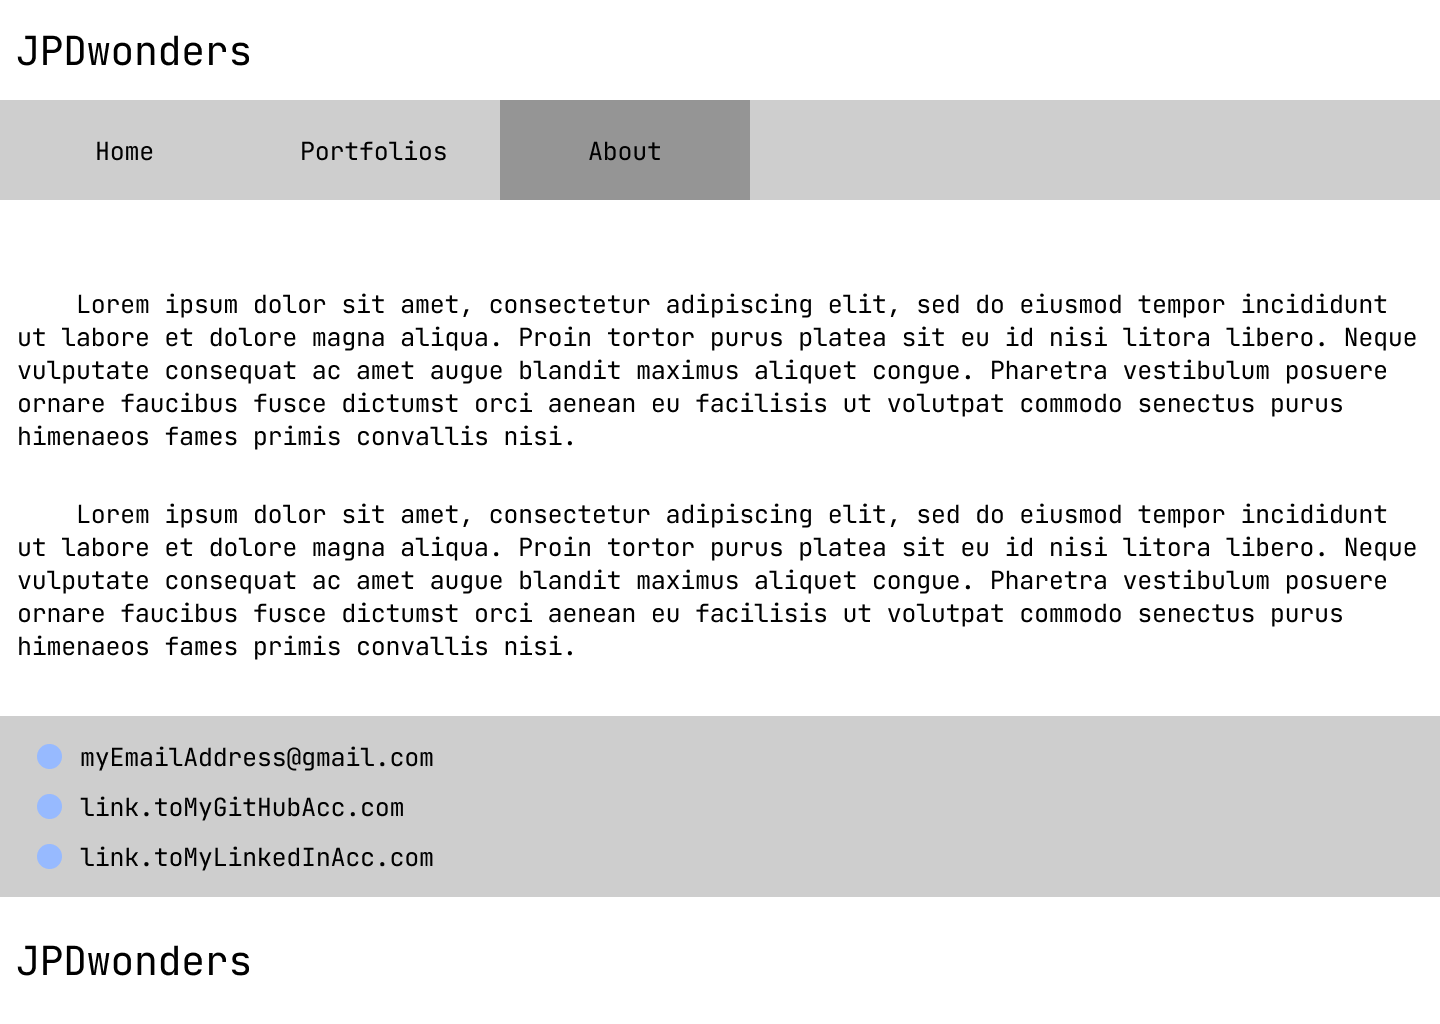 JPDwonders
Home Portfolios About
Lorem ipsum dolor sit amet, consectetur adipiscing elit, sed do eiusmod tempor incididunt
ut labore et dolore magna aliqua. Proin tortor purus platea sit eu id nisi litora libero. Neque
vulputate consequat ac amet augue blandit maximus aliquet congue. Pharetra vestibulum posuere
ornare faucibus fusce dictumst orci aenean eu facilisis ut volutpat commodo senectus purus
himenaeos fames primis convallis nisi.
Lorem ipsum dolor sit amet, consectetur adipiscing elit, sed do eiusmod tempor incididunt
ut labore et dolore magna aliqua. Proin tortor purus platea sit eu id nisi litora libero. Neque
vulputate consequat ac amet augue blandit maximus aliquet congue. Pharetra vestibulum posuere
ornare faucibus fusce dictumst orci aenean eu facilisis ut volutpat commodo senectus purus
himenaeos fames primis convallis nisi.
myEmailAddress@gmail.com
link.toMyGitHubAcc.com
link.toMyLinkedInAcc.com
JPDwonders